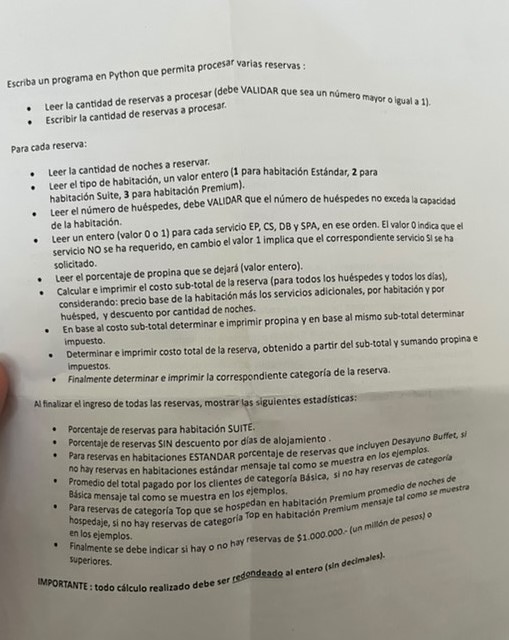 Escriba un programa en Python que permita procesar varias reservas :
• Leer la cantidad de reservas a procesar (debe VALIDAR que sea un número mayor o igual a 1).
• Escribir la cantidad de reservas a procesar.
Para cada reserva:
• Leer la cantidad de noches a reservar.
• Leer el tipo de habitación, un valor entero (1 para habitación Estándar, 2 para
habitación Suite, 3 para habitación Premium).
• Leer el número de huéspedes, debe VALIDAR que el número de huéspedes no exceda la capacidad
de la habitación.
• Leer un entero (valor 0 o 1) para cada servicio EP, CS, DB y SPA, en ese orden. El valor 0 indica que el
servicio NO se ha requerido, en cambio el valor 1 implica que el correspondiente servicio SI se ha
solicitado.
• Leer el porcentaje de propina que se dejará (valor entero).
• Calcular e imprimir el costo sub-total de la reserva (para todos los huéspedes y todos los días),
considerando: precio base de la habitación más los servicios adicionales, por habitación y por
huésped, y descuento por cantidad de noches.
• En base al costo sub-total determinar e imprimir propina y en base al mismo sub-total determinar
impuesto.
• Determinar e imprimir costo total de la reserva, obtenido a partir del sub-total y sumando propina e
impuestos.
• Finalmente determinar e imprimir la correspondiente categoría de la reserva.
Al finalizar el ingreso de todas las reservas, mostrar las siguientes estadísticas:
• Porcentaje de reservas para habitación SUITE.
• Porcentaje de reservas SIN descuento por días de alojamiento .
• Para reservas en habitaciones ESTANDAR porcentaje de reservas que incluyen Desayuno Buffet, si
no hay reservas en habitaciones estándar mensaje tal como se muestra en los ejemplos.
• Promedio del total pagado por los clientes de categoría Básica, si no hay reservas de categoría
Básica mensaje tal como se muestra en los ejemplos.
• Para reservas de categoría Top que se hospedan en habitación Premium promedio de noches de
hospedaje, si no hay reservas de categoría Top en habitación Premium mensaje tal como se muestra
en los ejemplos.
• Finalmente se debe indicar si hay o no hay reservas de $1.000.000.- (un millón de pesos) o
superiores.
IMPORTANTE : todo cálculo realizado debe ser redondeado al entero (sin decimales).